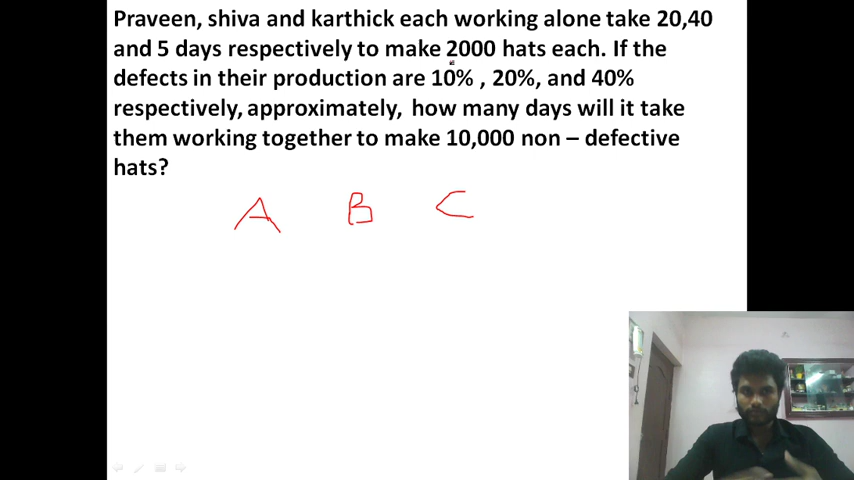 Praveen, shiva and karthick each working alone take 20,40
and 5 days respectively to make 2000 hats each. If the
defects in their production are 10% , 20%, and 40%
respectively, approximately, how many days will it take
them working together to make 10,000 non – defective
hats?
A B C